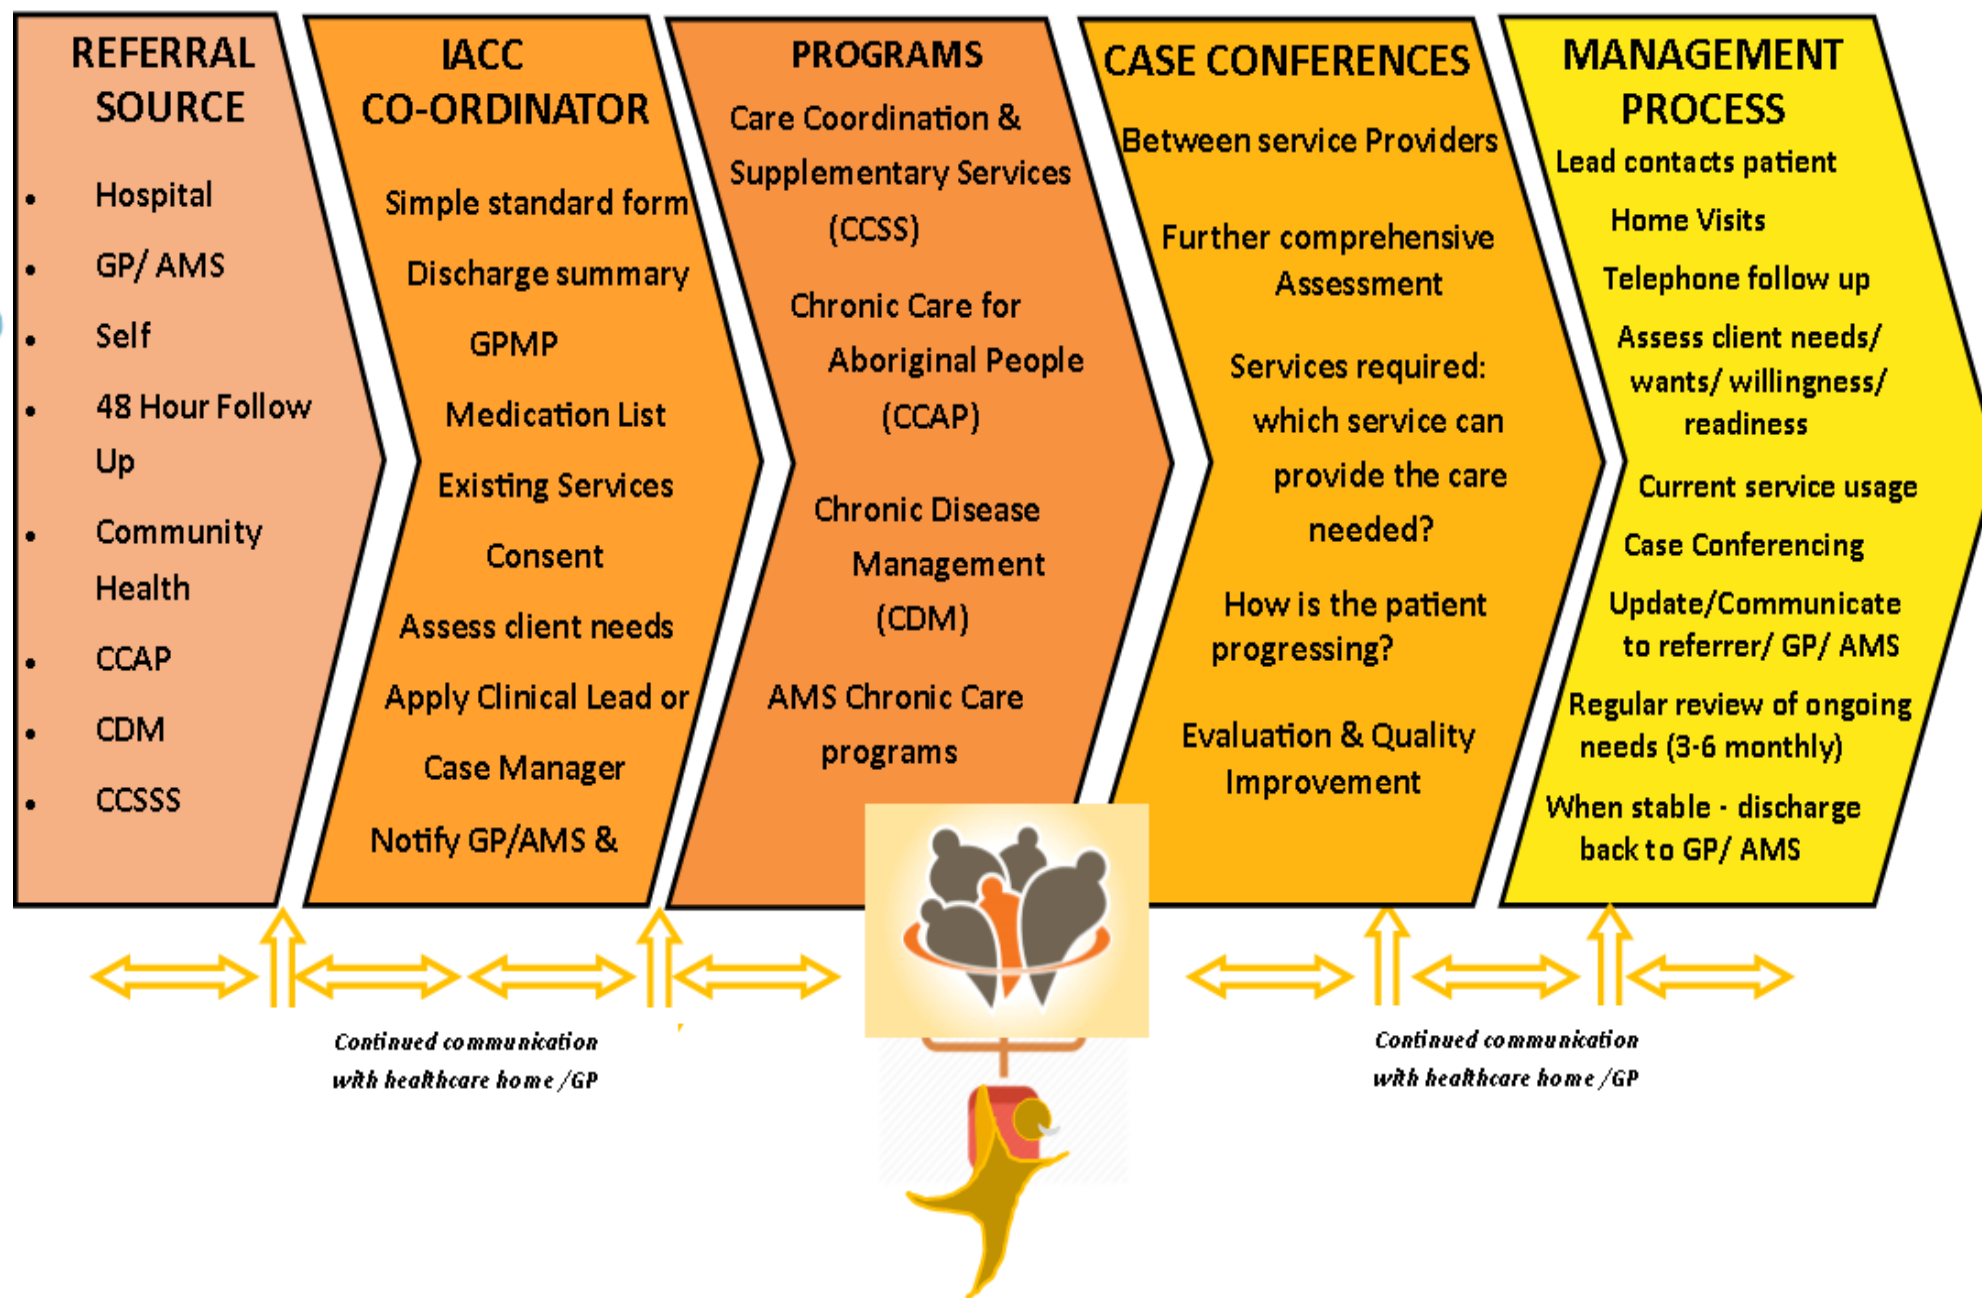 REFERRAL
SOURCE
• Hospital
• GP/ AMS
• Self
• 48 Hour Follow
Up
• Community
Health
• CCAP
• CDM
• CCSSS
IACC
CO-ORDINATOR
Simple standard form
Discharge summary
GPMP
Medication List
Existing Services
Consent
Assess client needs
Apply Clinical Lead or
Case Manager
Notify GP/AMS &
PROGRAMS
Care Coordination &
Supplementary Services
(CCSS)
Chronic Care for
Aboriginal People
(CCAP)
Chronic Disease
Management
(CDM)
AMS Chronic Care
programs
CASE CONFERENCES
Between service Providers
Further comprehensive
Assessment
Services required:
which service can
provide the care
needed?
How is the patient
progressing?
Evaluation & Quality
Improvement
MANAGEMENT
PROCESS
Lead contacts patient
Home Visits
Telephone follow up
Assess client needs/
wants/ willingness/
readiness
Current service usage
Case Conferencing
Update/Communicate
to referrer/ GP/ AMS
Regular review of ongoing
needs (3-6 monthly)
When stable - discharge
back to GP/ AMS
Continued communication
with healthcare home /GP
Continued communication
with healthcare home /GP